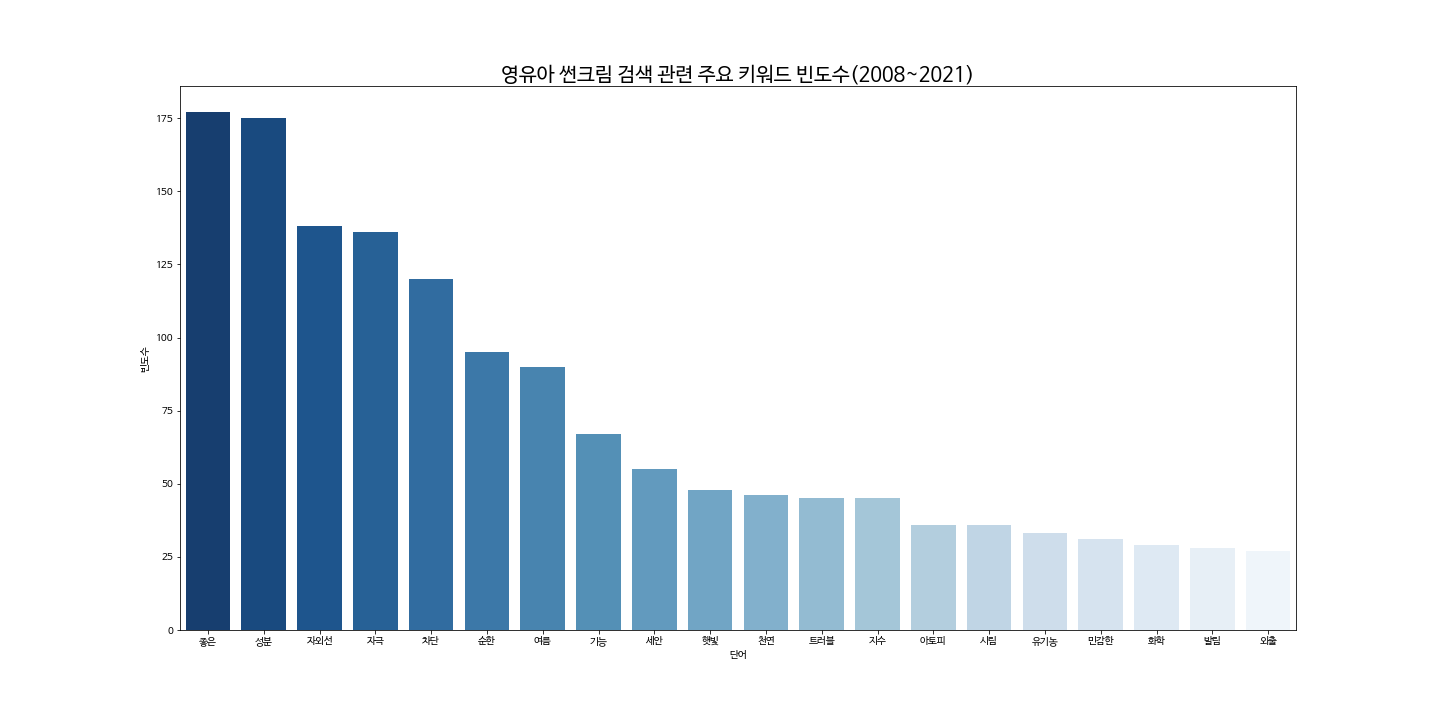 영유아 썬크림 검색 관련 주요 키워드 빈도수(2008~2021)
175
150
125
100
75
50
25
0
빈도수
좋은 성분 자외선 자극 차단 순한 여름 기능 세안 햇빛 천연 트러블 지수 아토피 시림 유기농 민감한 화학 발림 외출
단어